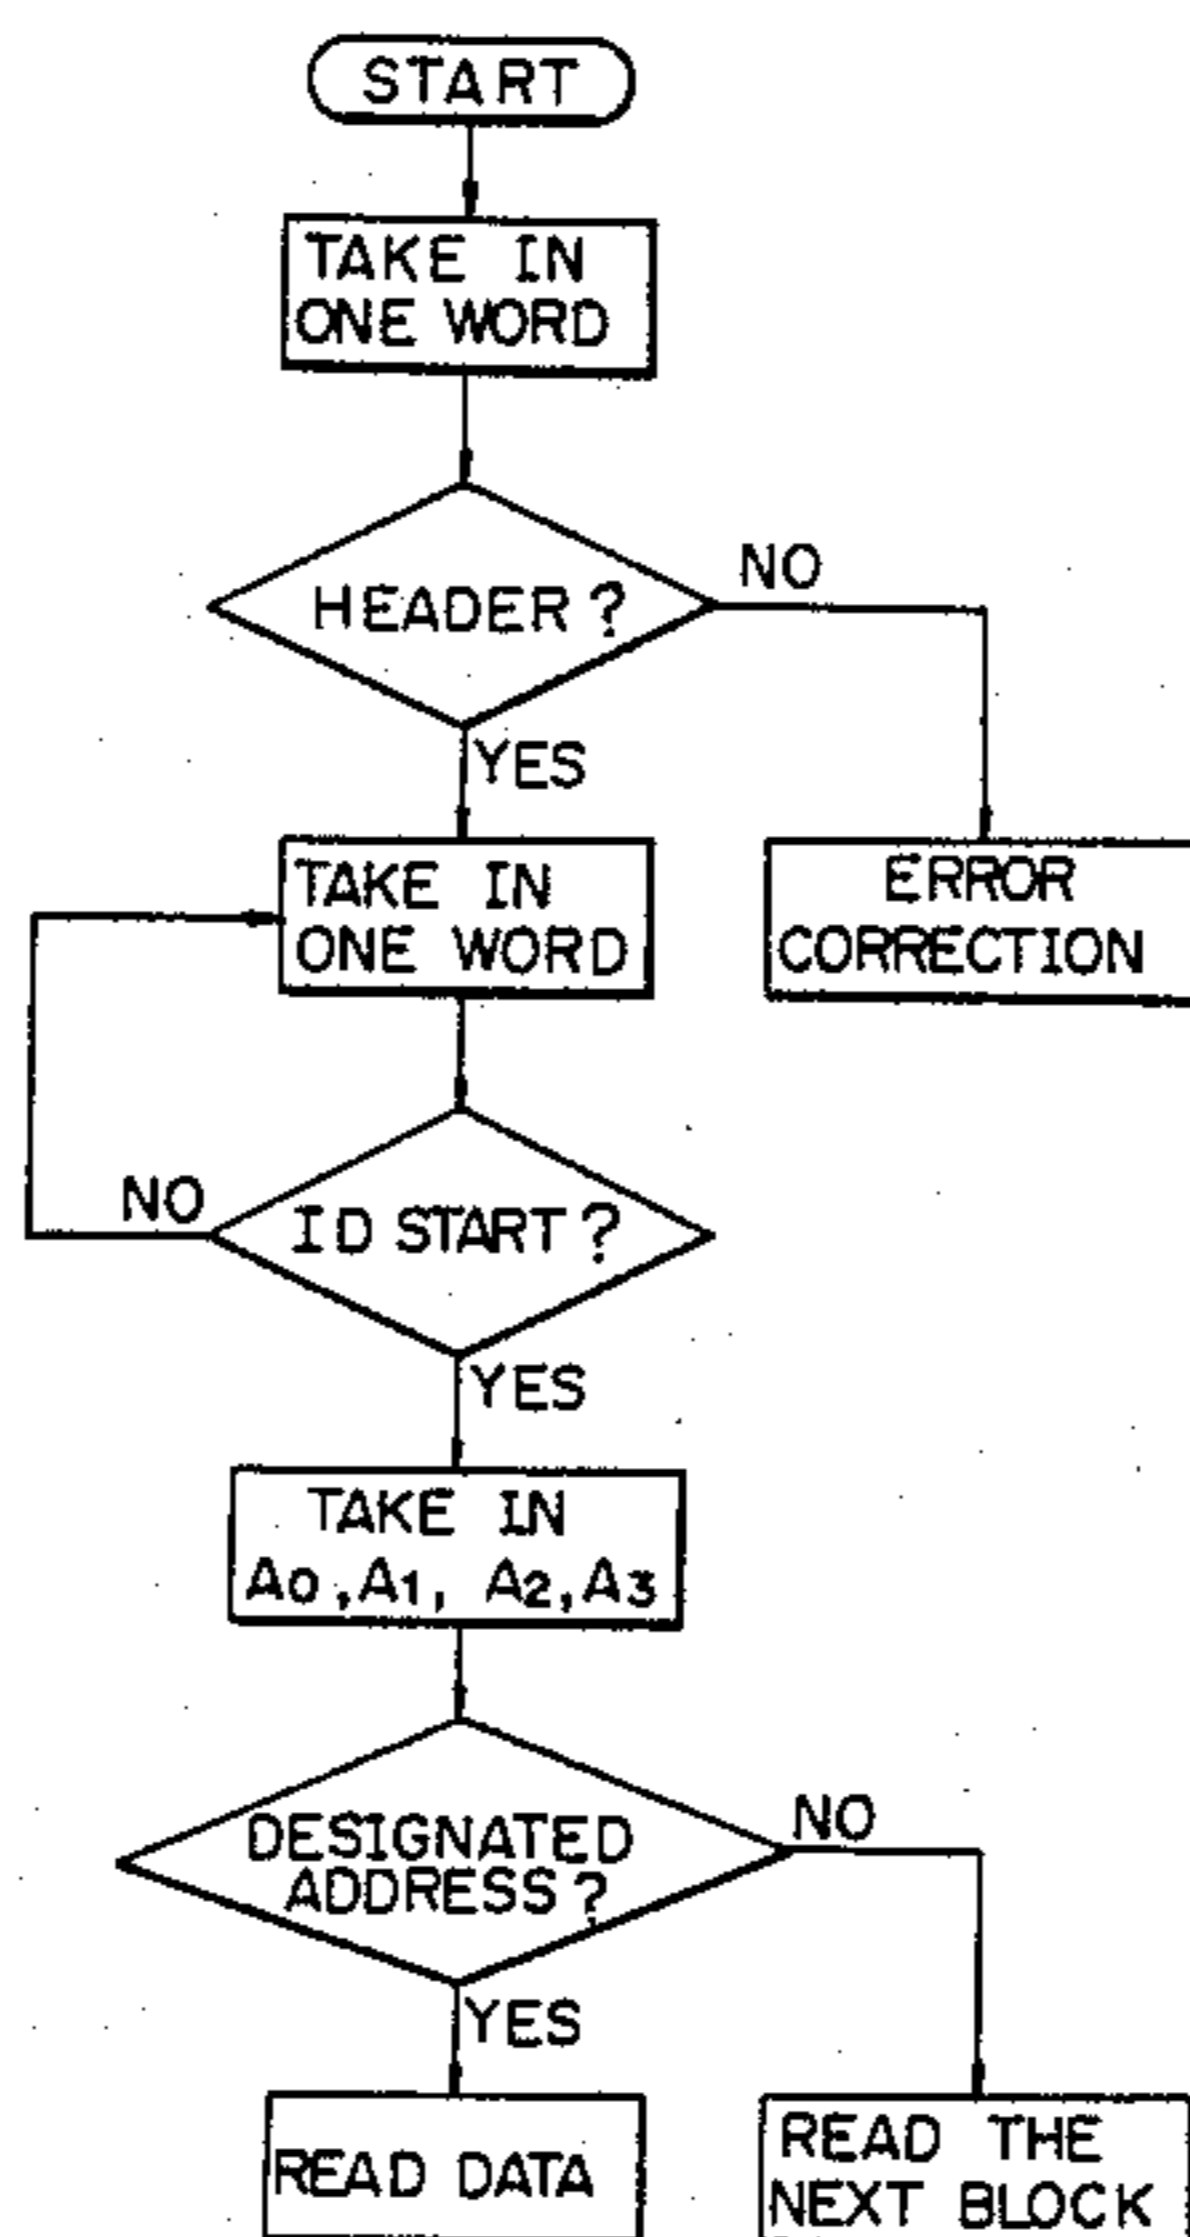 START
TAKE IN
ONE WORD
HEADER?
NO
YES
TAKE IN
ONE WORD
ERROR
CORRECTION
NO
ID START?
YES
TAKE IN
A0, A1, A2, A3
DESIGNATED
ADDRESS?
NO
YES
READ DATA
READ THE
NEXT BLOCK